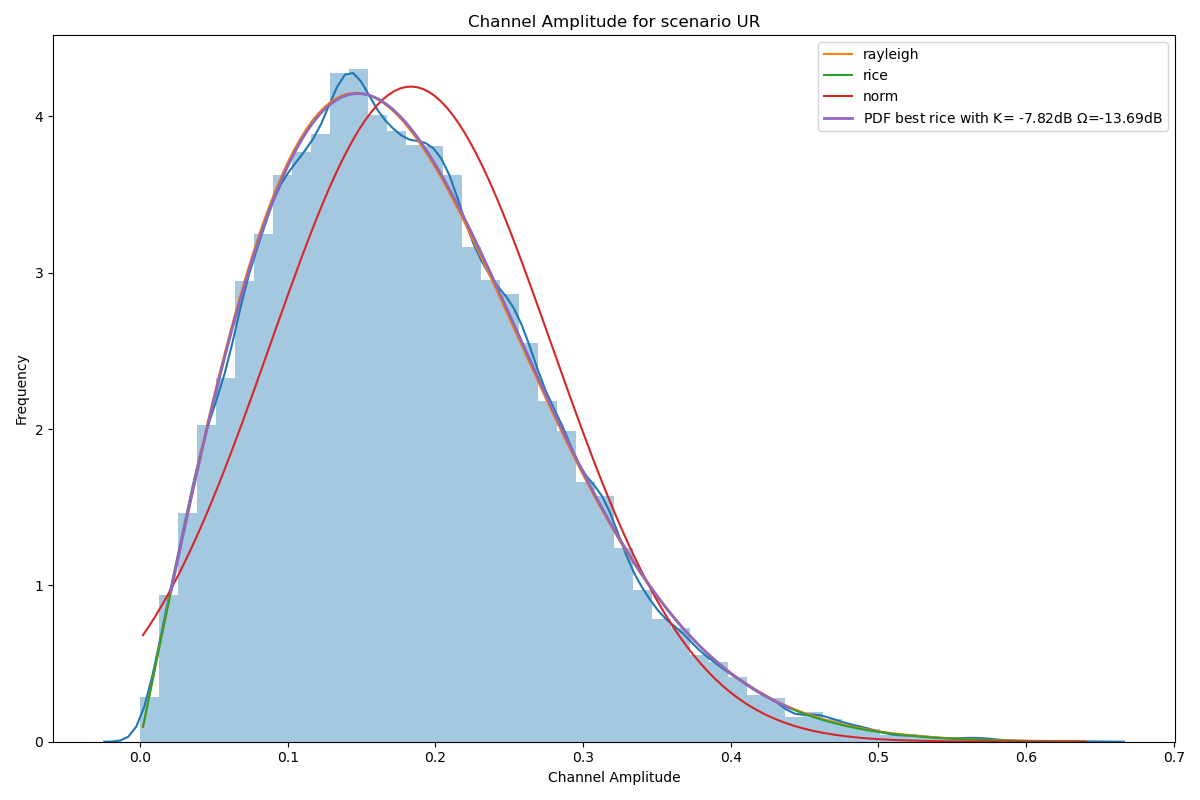 Channel Amplitude for scenario UR
rayleigh
rice
norm
PDF best rice with K= -7.82dB Ω=-13.69dB
Frequency
4
3
2
1
0
0.0 0.1 0.2 0.3 0.4 0.5 0.6 0.7
Channel Amplitude